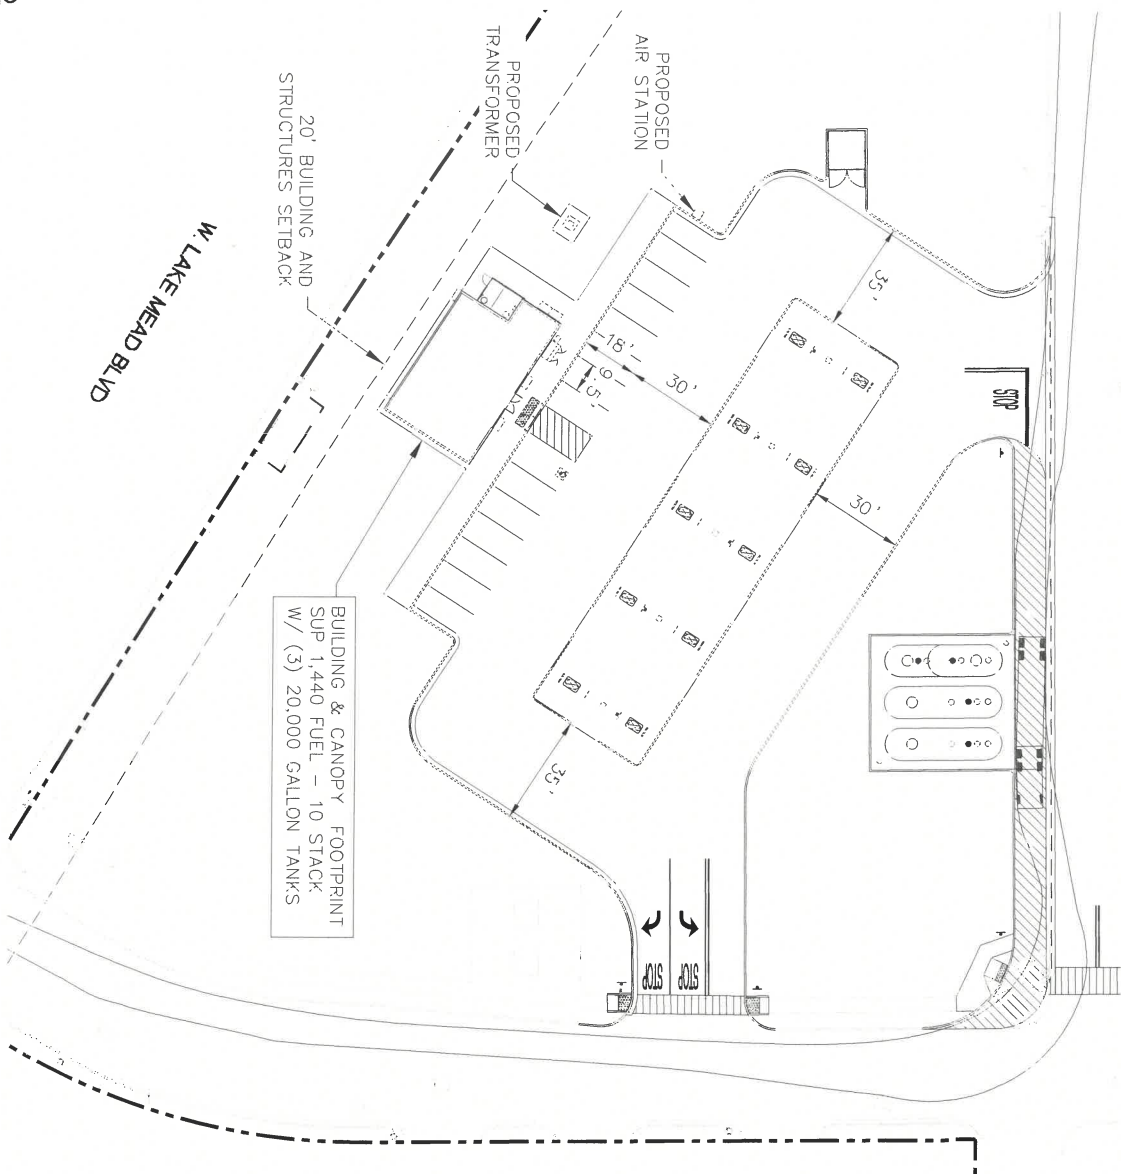 PROPOSED
AIR STATION
PROPOSED
TRANSFORMER
20' BUILDING AND
STRUCTURES SETBACK
W. LAKE MEAD BLVD
35'
18'
9'
5'
30'
30'
35'
STOP
BUILDING & CANOPY FOOTPRINT
SUP 1,440 FUEL - 10 STACK
W/ (3) 20,000 GALLON TANKS
STOP
STOP